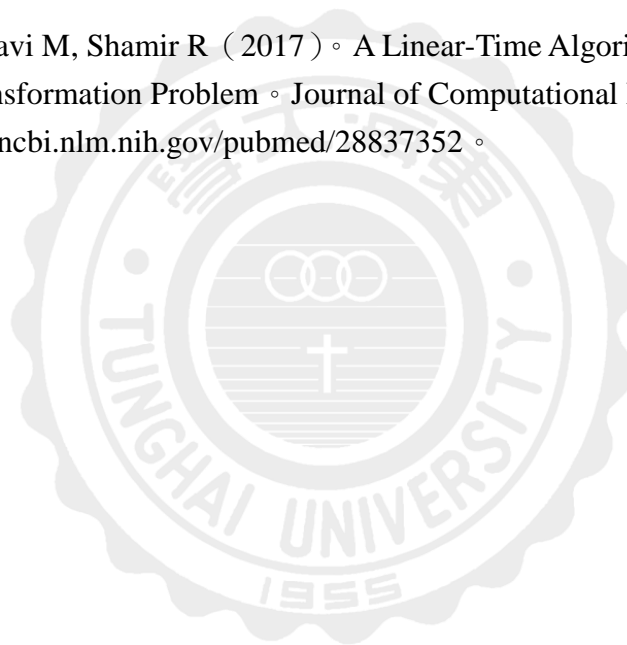 avi M, Shamir R（2017）。A Linear-Time Algori
nsformation Problem。Journal of Computational
ncbi.nlm.nih.gov/pubmed/28837352。
TUNGHAI UNIVERSITY
1955